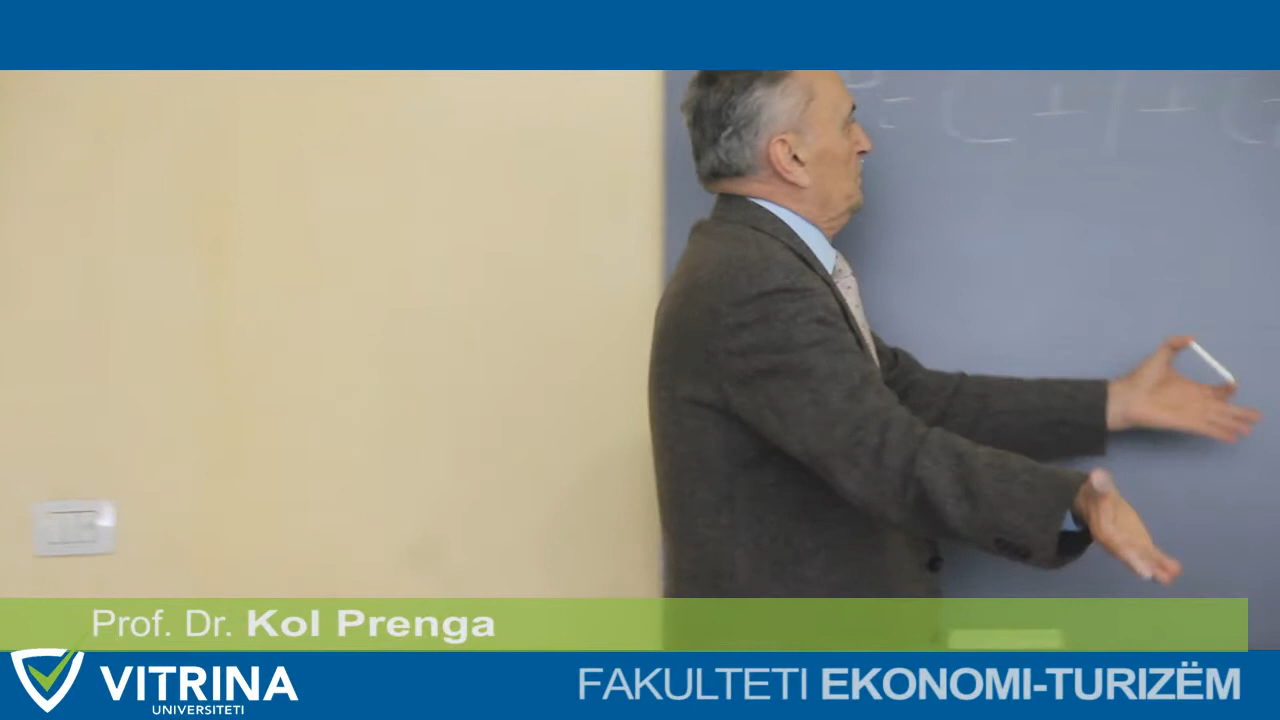 Prof. Dr. Kol Prenga
VITRINA
UNIVERSITETI
FAKULTETI EKONOMI-TURIZËM